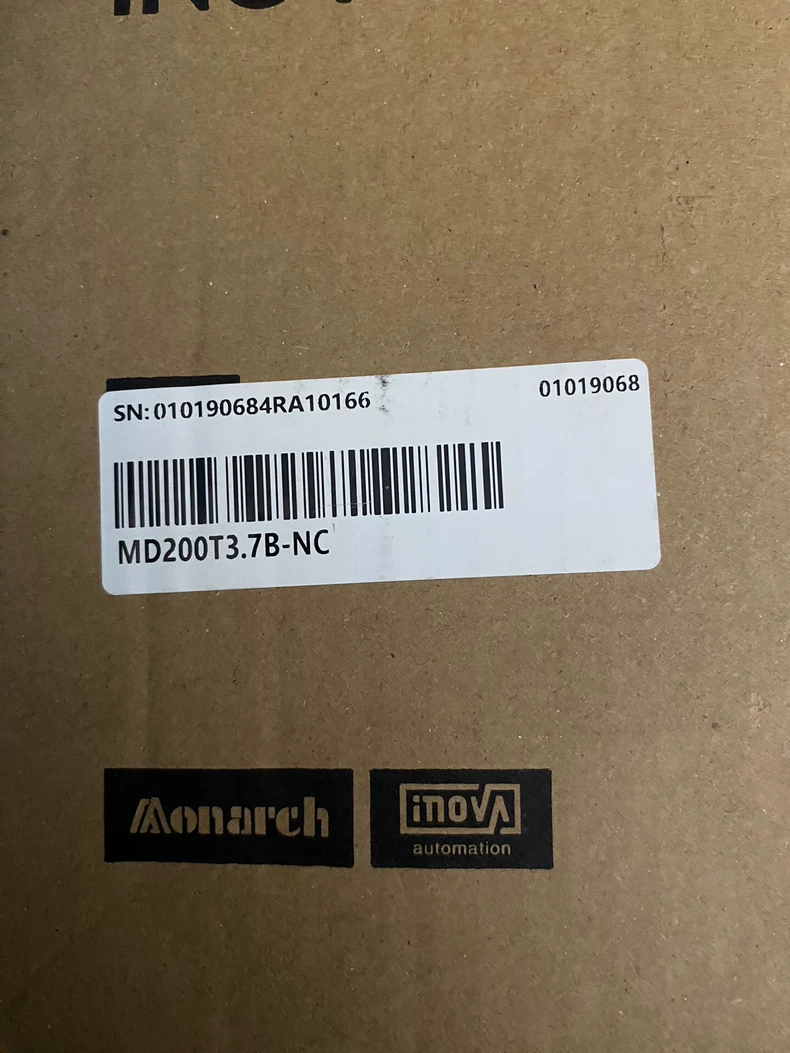 SN: 010190684RA10166
01019068
MD200T3.7B-NC
Monarch
inovA
automation